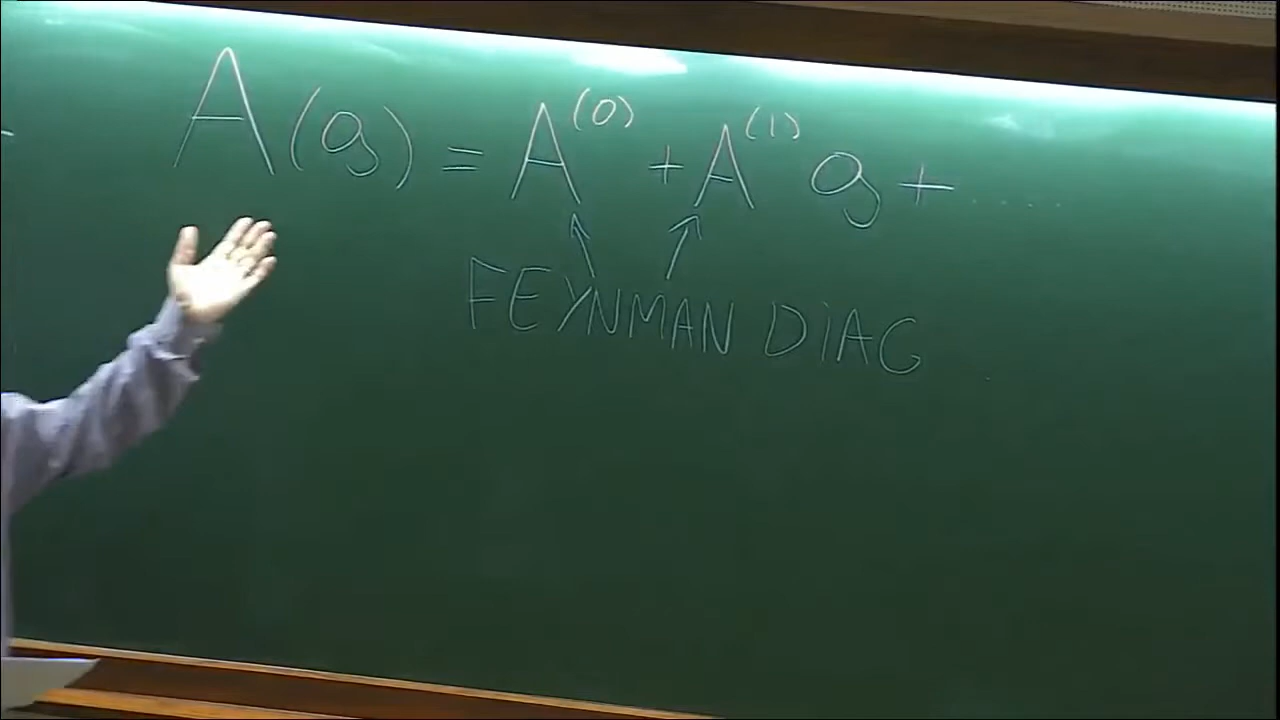 A(g) = A^(0) + A^(1) g + .....
FEYNMAN DIAG